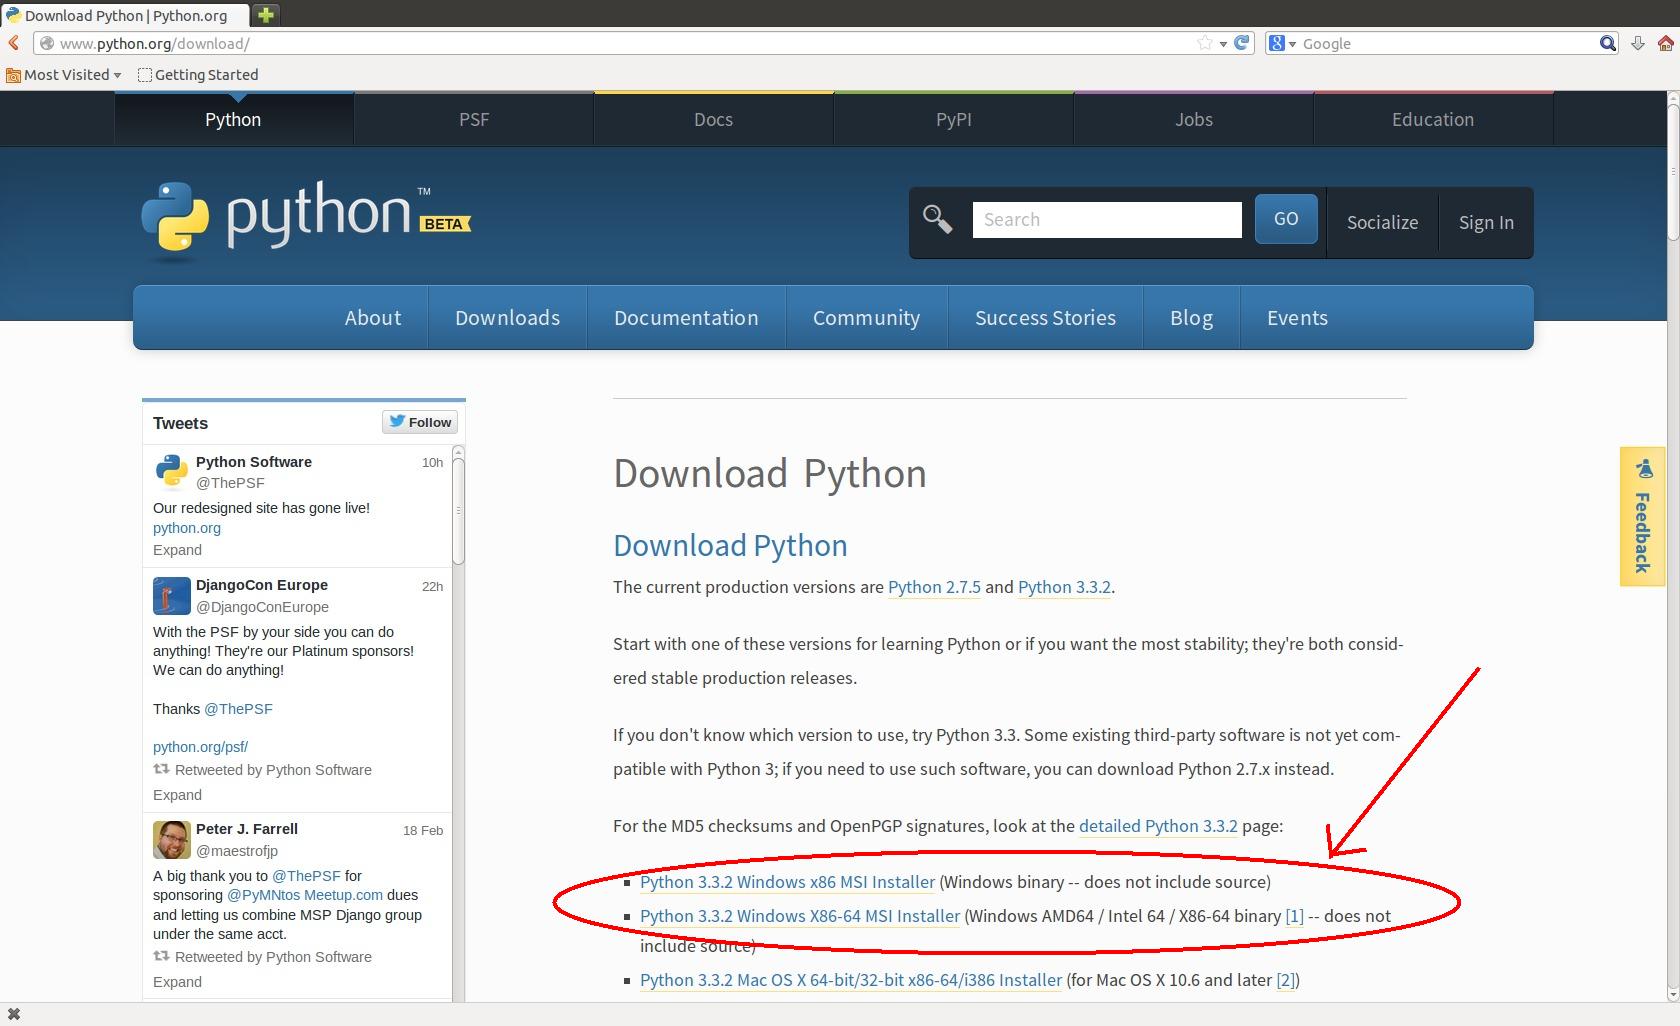 Download Python | Python.org
www.python.org/download/
Google
Most Visited
Getting Started
Python
PSF
Docs
PyPI
Jobs
Education
python™
BETA
Search
GO
Socialize
Sign In
About
Downloads
Documentation
Community
Success Stories
Blog
Events
Tweets
Follow
Python Software 10h
@ThePSF
Our redesigned site has gone live!
python.org
Expand
DjangoCon Europe 22h
@DjangoConEurope
With the PSF by your side you can do
anything! They're our Platinum sponsors!
We can do anything!
Thanks @ThePSF
python.org/psf/
Retweeted by Python Software
Expand
Peter J. Farrell 18 Feb
@maestrofjp
A big thank you to @ThePSF for
sponsoring @PyMNtos Meetup.com dues
and letting us combine MSP Django group
under the same acct.
Retweeted by Python Software
Expand
Download Python
Download Python
The current production versions are Python 2.7.5 and Python 3.3.2.
Start with one of these versions for learning Python or if you want the most stability; they're both consid-
ered stable production releases.
If you don't know which version to use, try Python 3.3. Some existing third-party software is not yet com-
patible with Python 3; if you need to use such software, you can download Python 2.7.x instead.
For the MD5 checksums and OpenPGP signatures, look at the detailed Python 3.3.2 page:
Python 3.3.2 Windows x86 MSI Installer (Windows binary -- does not include source)
Python 3.3.2 Windows X86-64 MSI Installer (Windows AMD64 / Intel 64 / X86-64 binary [1] -- does not
include source)
Python 3.3.2 Mac OS X 64-bit/32-bit x86-64/i386 Installer (for Mac OS X 10.6 and later [2])
Feedback